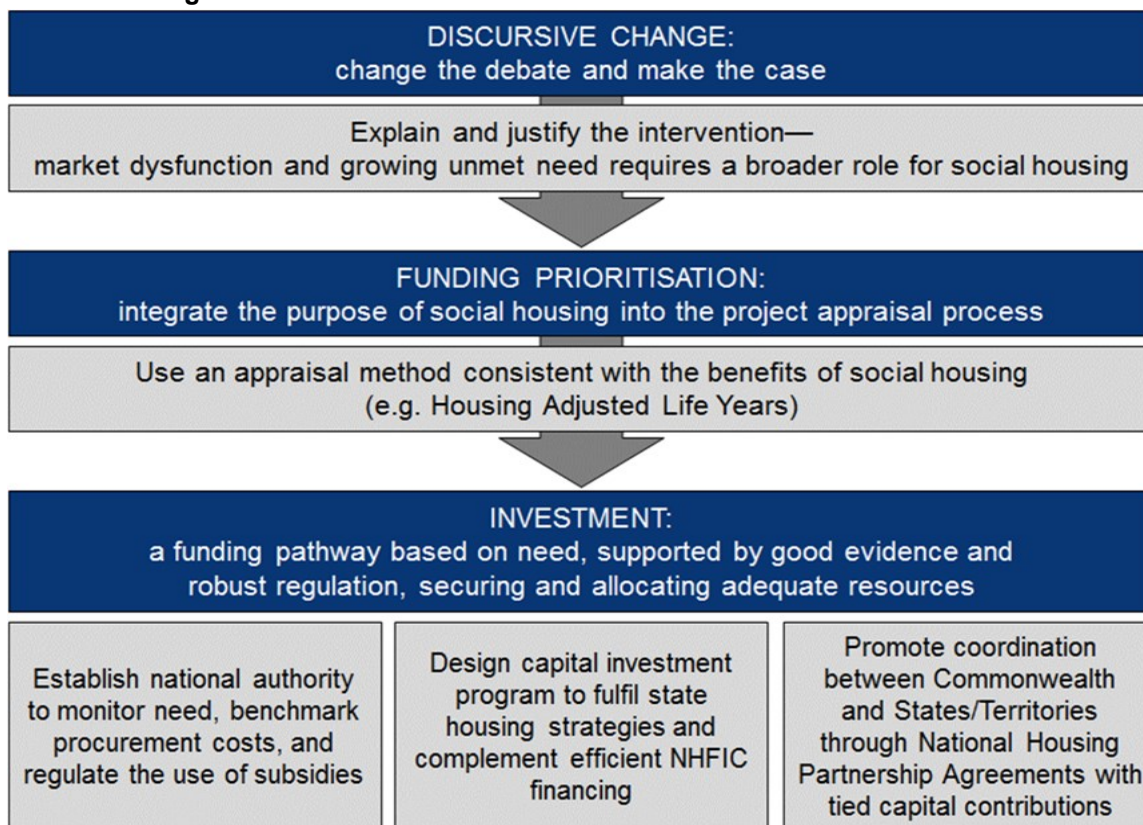 DISCURSIVE CHANGE:
change the debate and make the case
Explain and justify the intervention—
market dysfunction and growing unmet need requires a broader role for social housing
FUNDING PRIORITISATION:
integrate the purpose of social housing into the project appraisal process
Use an appraisal method consistent with the benefits of social housing
(e.g. Housing Adjusted Life Years)
INVESTMENT:
a funding pathway based on need, supported by good evidence and
robust regulation, securing and allocating adequate resources
Establish national authority
to monitor need, benchmark
procurement costs, and
regulate the use of subsidies
Design capital investment
program to fulfil state
housing strategies and
complement efficient NHFIC
financing
Promote coordination
between Commonwealth
and States/Territories
through National Housing
Partnership Agreements with
tied capital contributions